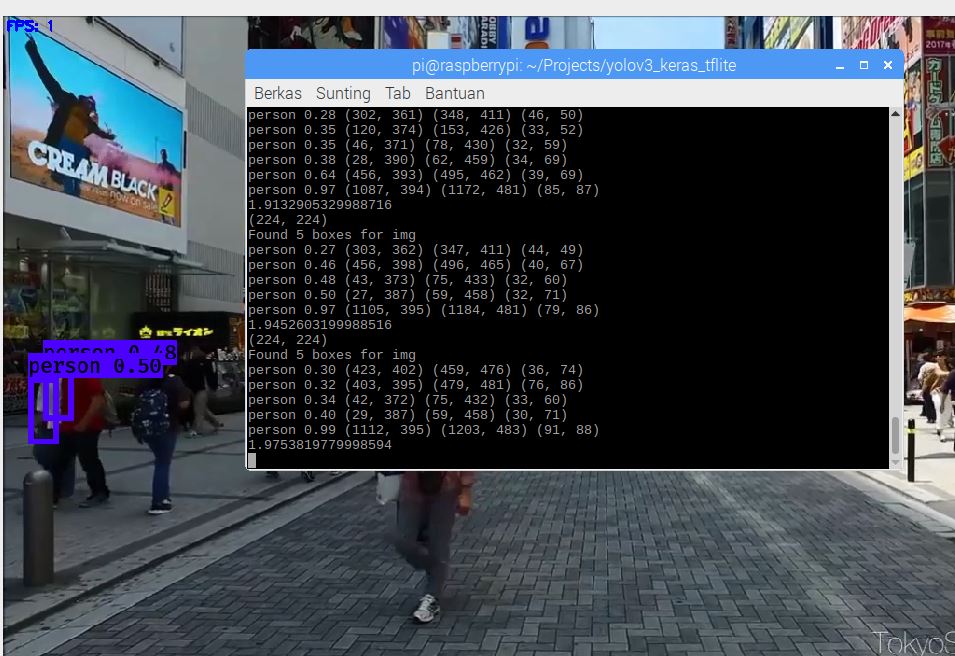 FPS: 1
HOBBY
2017年
カード
CREAM BLACK
now on sale
person 0.48
person 0.50
pi@raspberrypi: ~/Projects/yolov3_keras_tflite
Berkas Sunting Tab Bantuan
person 0.28 (302, 361) (348, 411) (46, 50)
person 0.35 (120, 374) (153, 426) (33, 52)
person 0.35 (46, 371) (78, 430) (32, 59)
person 0.38 (28, 390) (62, 459) (34, 69)
person 0.64 (456, 393) (495, 462) (39, 69)
person 0.97 (1087, 394) (1172, 481) (85, 87)
1.9132905329988716
(224, 224)
Found 5 boxes for img
person 0.27 (303, 362) (347, 411) (44, 49)
person 0.46 (456, 398) (496, 465) (40, 67)
person 0.48 (43, 373) (75, 433) (32, 60)
person 0.50 (27, 387) (59, 458) (32, 71)
person 0.97 (1105, 395) (1184, 481) (79, 86)
1.9452603199988516
(224, 224)
Found 5 boxes for img
person 0.30 (423, 402) (459, 476) (36, 74)
person 0.32 (403, 395) (479, 481) (76, 86)
person 0.34 (42, 372) (75, 432) (33, 60)
person 0.40 (29, 387) (59, 458) (30, 71)
person 0.99 (1112, 395) (1203, 483) (91, 88)
1.9753819779998594
TokyoS